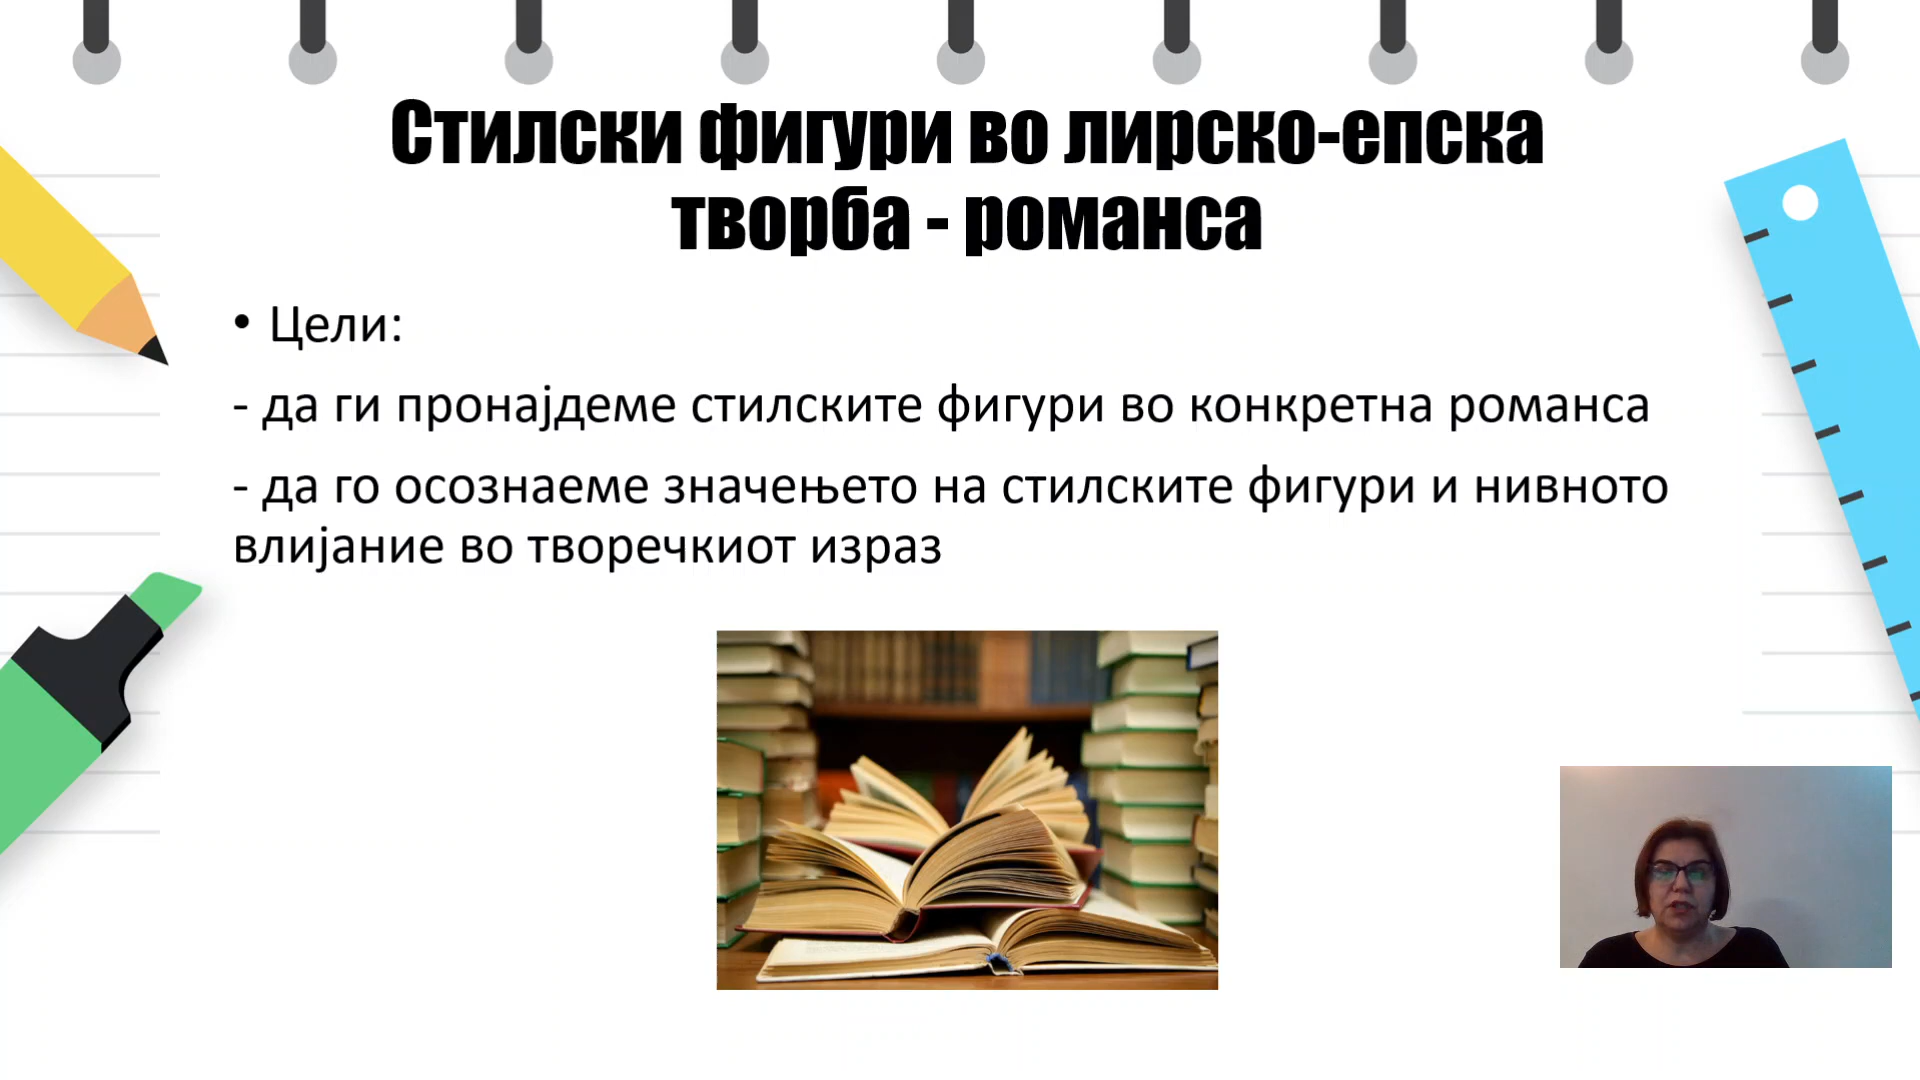 Стилски фигури во лирско-епска
творба - романса
• Цели:
- да ги пронајдеме стилските фигури во конкретна романса
- да го осознаеме значењето на стилските фигури и нивното
влијание во творечкиот израз